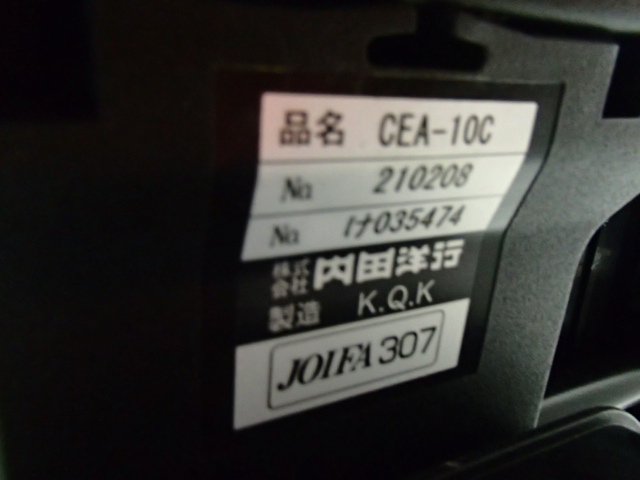 品名 CEA-10C
№ 210208
№ け035474
株式会社 内田洋行
製造 K.Q.K
JOIFA 307